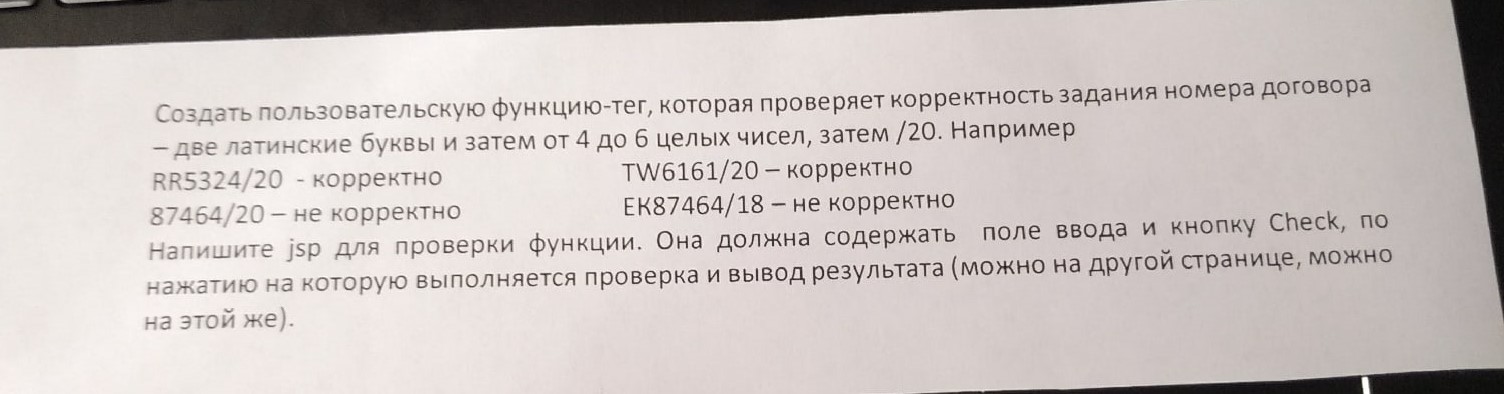 Создать пользовательскую функцию-тег, которая проверяет корректность задания номера договора
– две латинские буквы и затем от 4 до 6 целых чисел, затем /20. Например
RR5324/20 - корректно TW6161/20 – корректно
87464/20 – не корректно EK87464/18 – не корректно
Напишите jsp для проверки функции. Она должна содержать поле ввода и кнопку Check, по
нажатию на которую выполняется проверка и вывод результата (можно на другой странице, можно
на этой же).